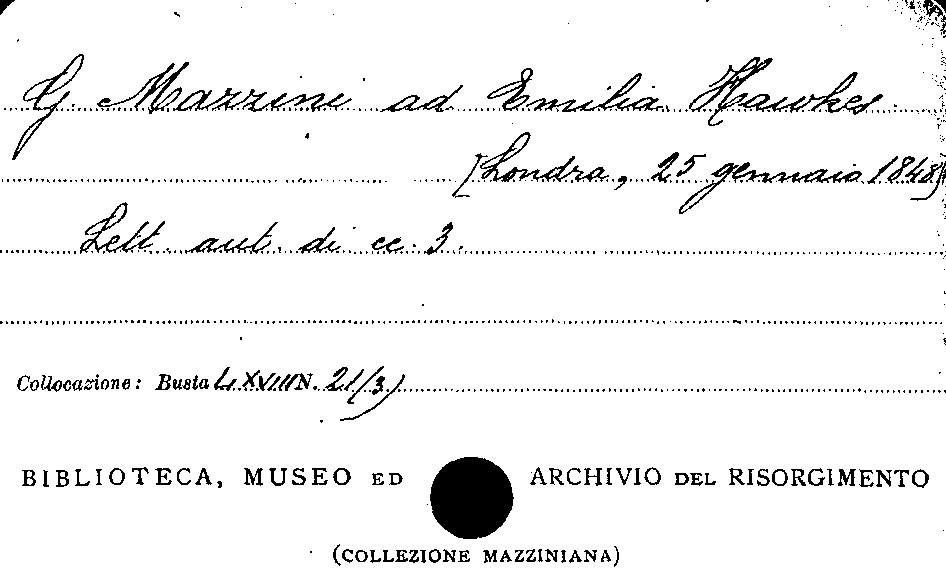 G. Mazzini ad Emilia Hawkes
(Londra, 25 gennaio 1848)
Lett. aut. di cc. 3.
Collocazione: Busta LXVIII N. 21(3)
BIBLIOTECA, MUSEO ED ARCHIVIO DEL RISORGIMENTO
(COLLEZIONE MAZZINIANA)